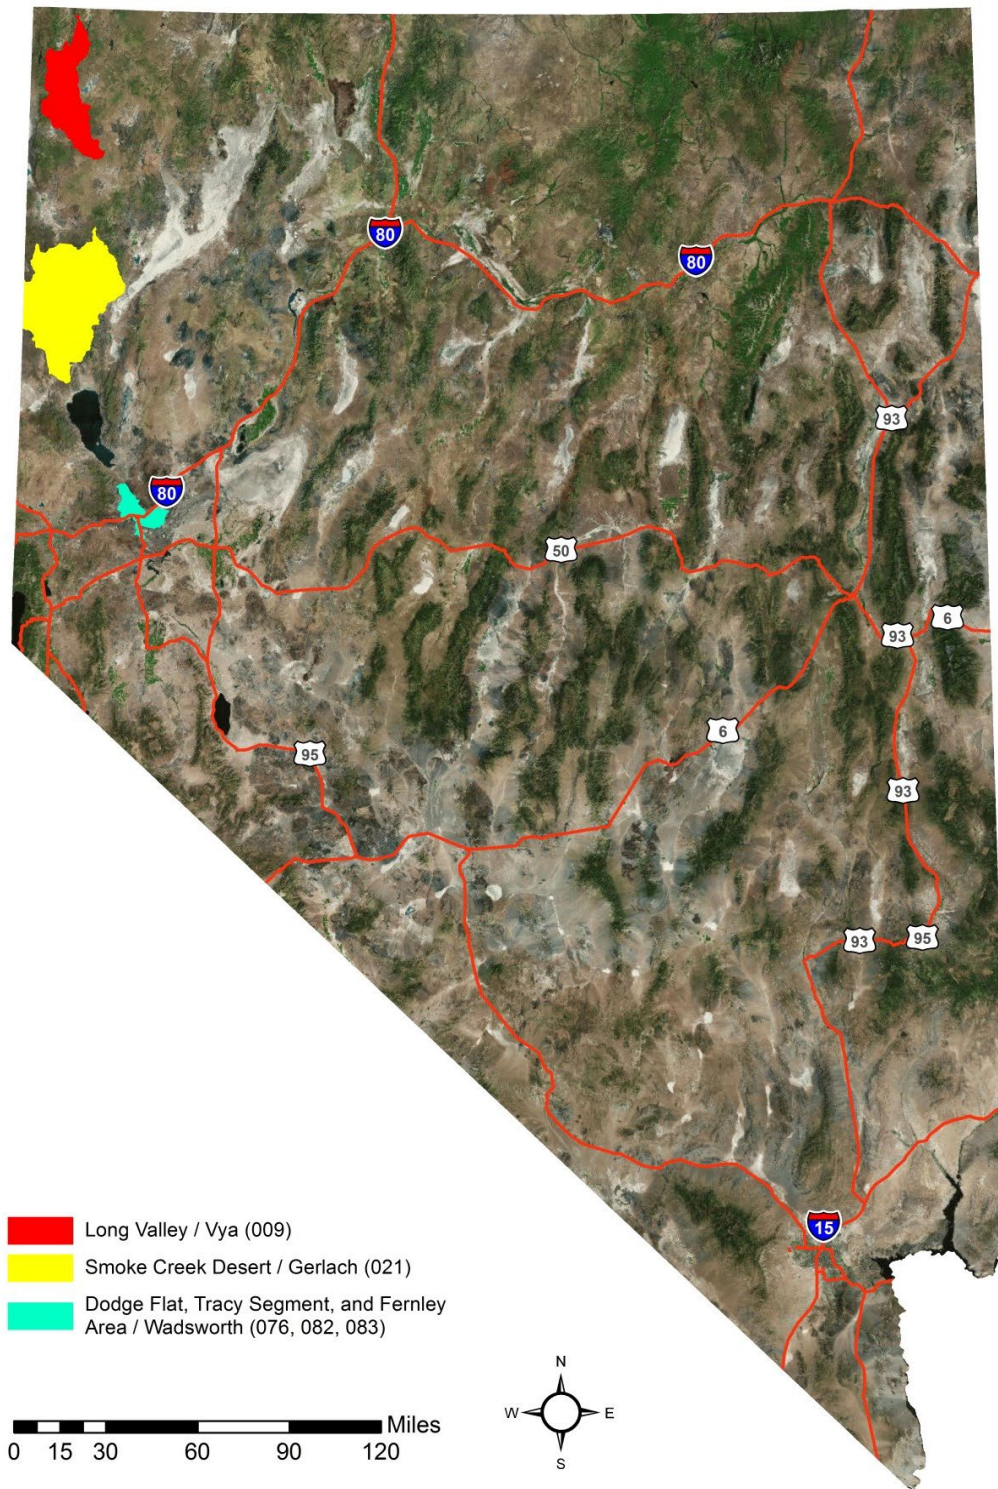 80
80
93
80
50
6
93
6
95
93
93
95
15
Long Valley / Vya (009)
Smoke Creek Desert / Gerlach (021)
Dodge Flat, Tracy Segment, and Fernley
Area / Wadsworth (076, 082, 083)
N
W E
S
Miles
0 15 30 60 90 120